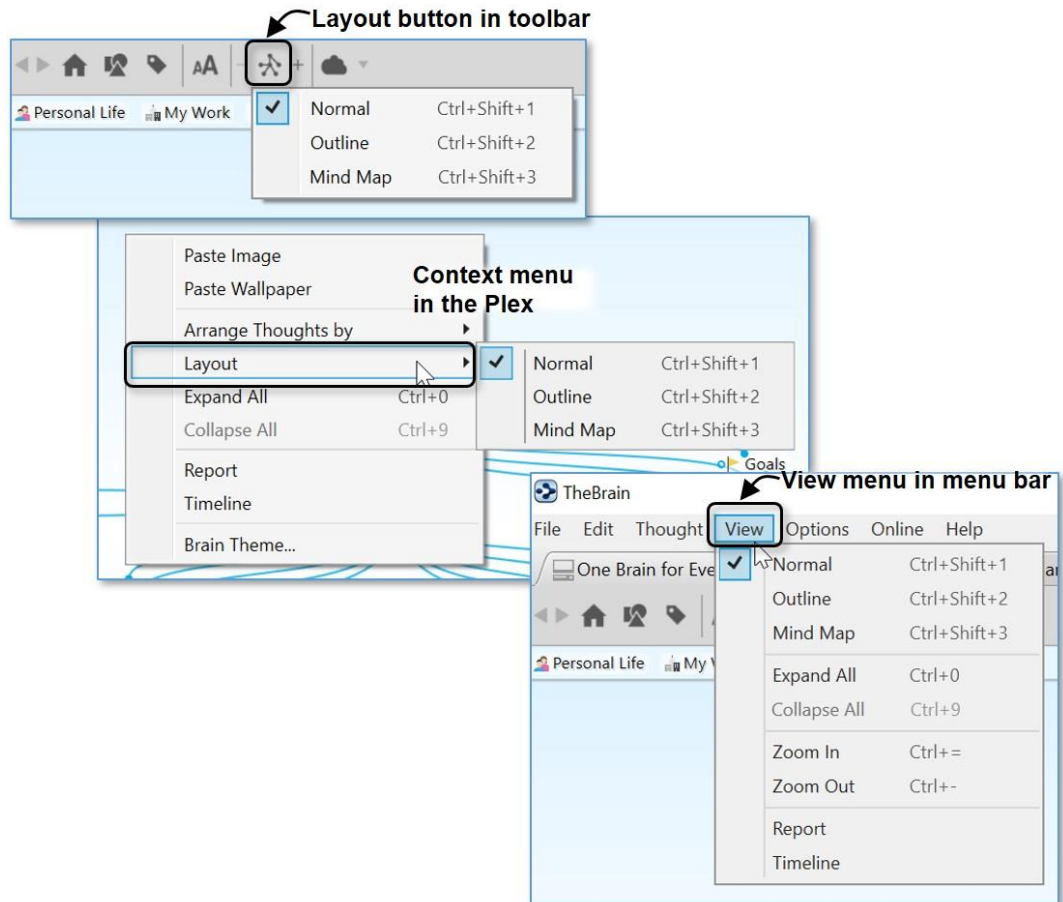 Layout button in toolbar
AA - +
Personal Life My Work
Normal Ctrl+Shift+1
Outline Ctrl+Shift+2
Mind Map Ctrl+Shift+3
Paste Image
Paste Wallpaper
Context menu
in the Plex
Arrange Thoughts by
Layout
Normal Ctrl+Shift+1
Expand All Ctrl+0
Outline Ctrl+Shift+2
Collapse All Ctrl+9
Mind Map Ctrl+Shift+3
Report
Goals
Timeline
Brain Theme...
View menu in menu bar
TheBrain
File Edit Thought View Options Online Help
One Brain for Eve
Normal Ctrl+Shift+1
Outline Ctrl+Shift+2
Mind Map Ctrl+Shift+3
Personal Life My
Expand All Ctrl+0
Collapse All Ctrl+9
Zoom In Ctrl+=
Zoom Out Ctrl+-
Report
Timeline